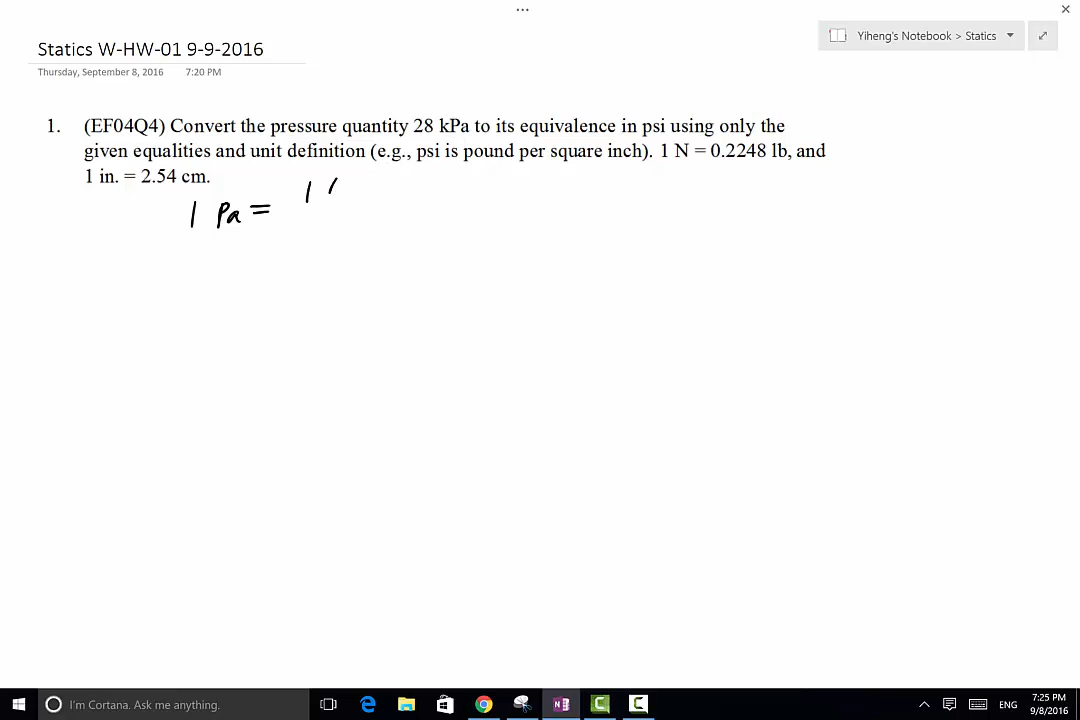 ...
Yiheng's Notebook > Statics
Statics W-HW-01 9-9-2016
Thursday, September 8, 2016 7:20 PM
1. (EF04Q4) Convert the pressure quantity 28 kPa to its equivalence in psi using only the
given equalities and unit definition (e.g., psi is pound per square inch). 1 N = 0.2248 lb, and
1 in. = 2.54 cm.
1 Pa = 1
I'm Cortana. Ask me anything.
ENG
7:25 PM
9/8/2016